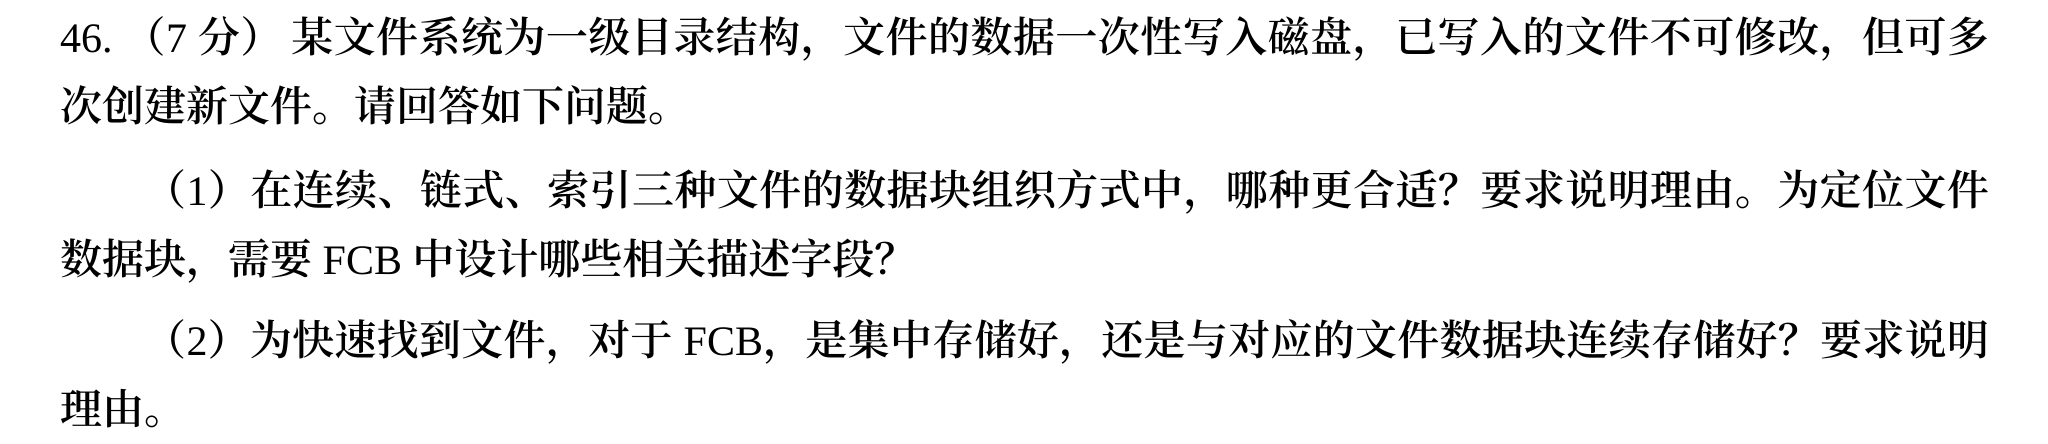 46. （7 分） 某文件系统为一级目录结构，文件的数据一次性写入磁盘，已写入的文件不可修改，但可多
次创建新文件。请回答如下问题。
（1）在连续、链式、索引三种文件的数据块组织方式中，哪种更合适？要求说明理由。为定位文件
数据块，需要 FCB 中设计哪些相关描述字段？
（2）为快速找到文件，对于 FCB，是集中存储好，还是与对应的文件数据块连续存储好？要求说明
理由。